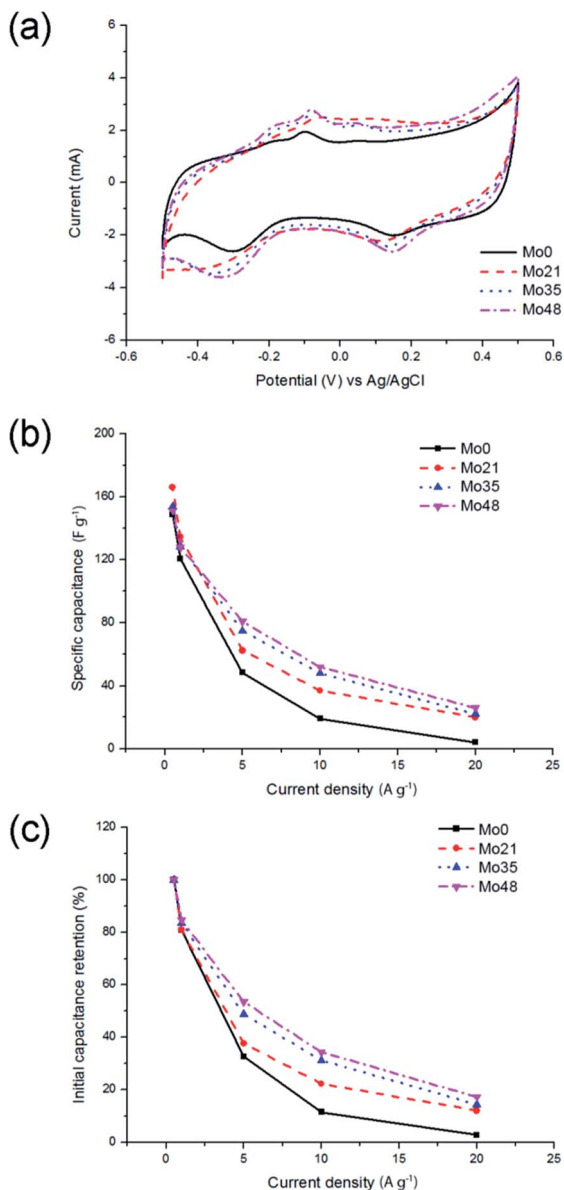 (a)
6
4
2
0
-2
-4
-6
Current (mA)
Mo0
Mo21
Mo35
Mo48
-0.6 -0.4 -0.2 0.0 0.2 0.4 0.6
Potential (V) vs Ag/AgCl
(b)
200
160
120
80
40
0
Specific capacitance (F g⁻¹)
Mo0
Mo21
Mo35
Mo48
0 5 10 15 20 25
Current density (A g⁻¹)
(c)
120
100
80
60
40
20
0
Initial capacitance retention (%)
Mo0
Mo21
Mo35
Mo48
0 5 10 15 20 25
Current density (A g⁻¹)